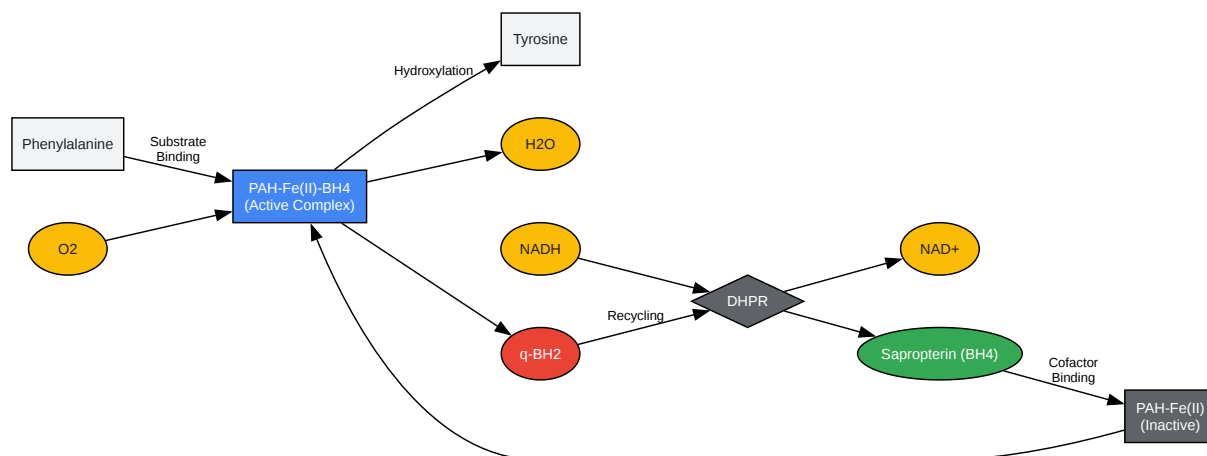 Tyrosine
Hydroxylation
Phenylalanine
Substrate
Binding
H2O
PAH-Fe(II)-BH4
(Active Complex)
O2
NADH
NAD+
DHPR
Recycling
q-BH2
Sapropterin (BH4)
Cofactor
Binding
PAH-Fe(II)
(Inactive)